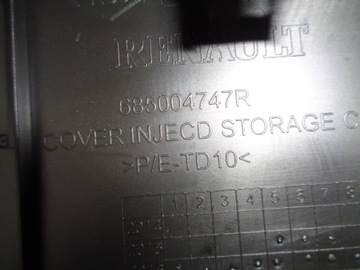 RENAULT
685004747R
COVER INJECD STORAGE C
>P/E-TD10<
1 2 3 4 5 6 7 8